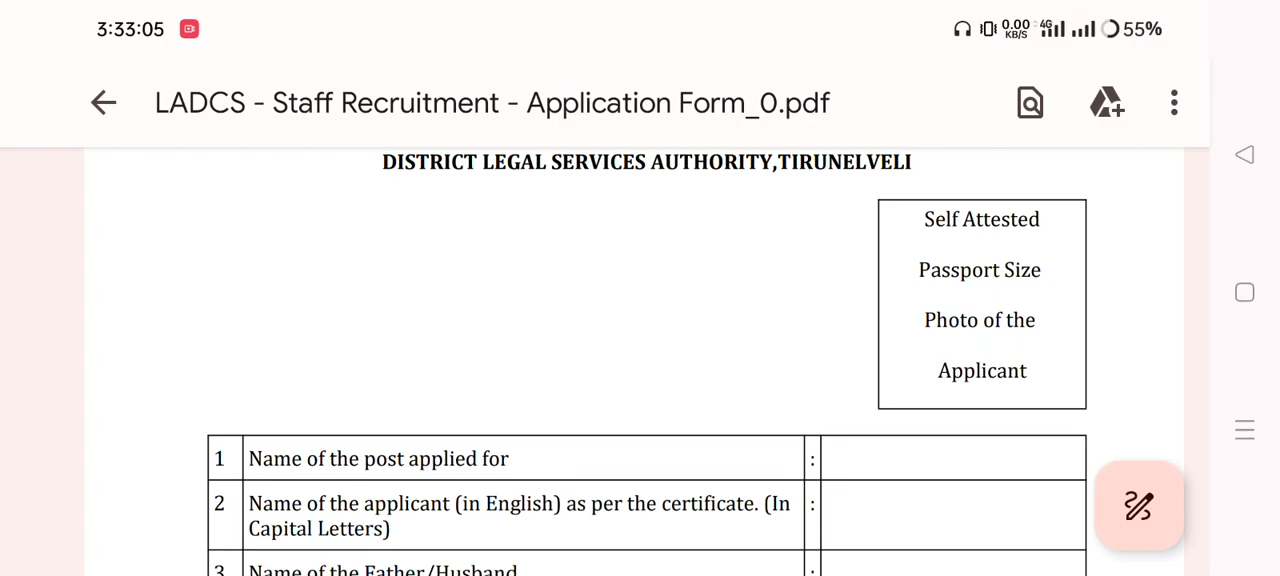 3:33:05
0.00 KB/S 4G 55%
LADCS - Staff Recruitment - Application Form_0.pdf
DISTRICT LEGAL SERVICES AUTHORITY,TIRUNELVELI
Self Attested
Passport Size
Photo of the
Applicant
1 Name of the post applied for :
2 Name of the applicant (in English) as per the certificate. (In :
Capital Letters)
3 Name of the Father/Husband :